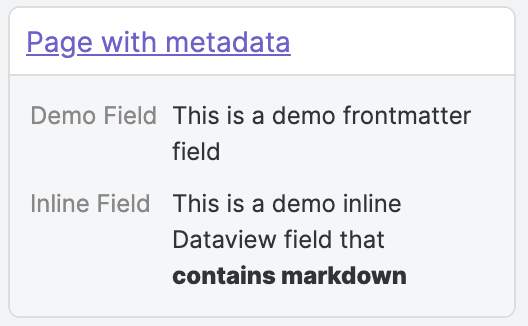 Page with metadata
Demo Field This is a demo frontmatter
field
Inline Field This is a demo inline
Dataview field that
contains markdown